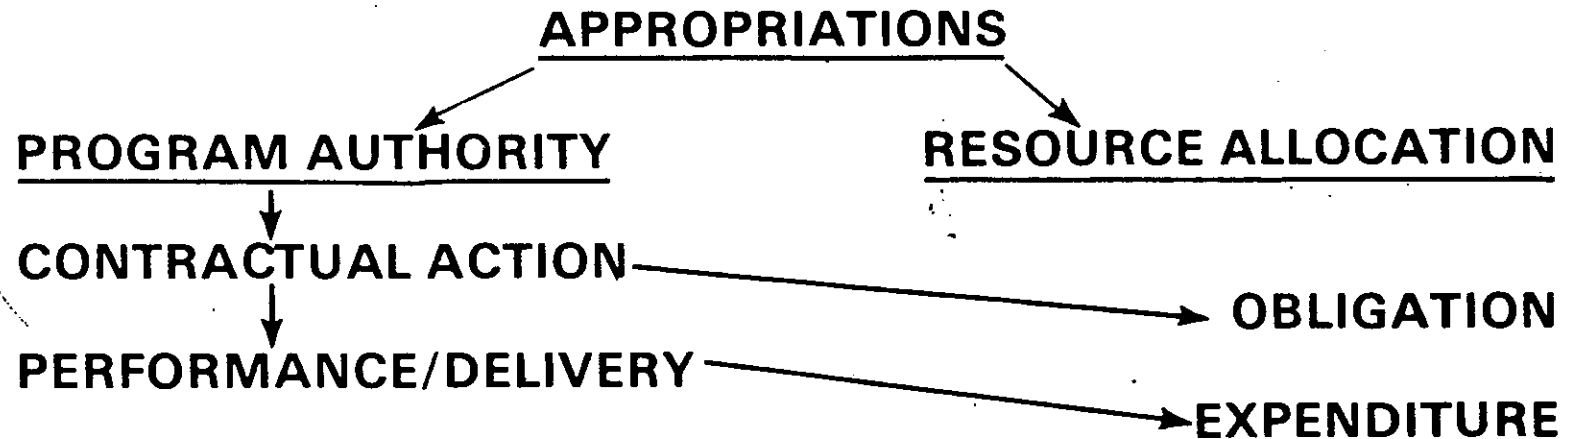 APPROPRIATIONS
PROGRAM AUTHORITY
RESOURCE ALLOCATION
CONTRACTUAL ACTION
OBLIGATION
PERFORMANCE/DELIVERY
EXPENDITURE